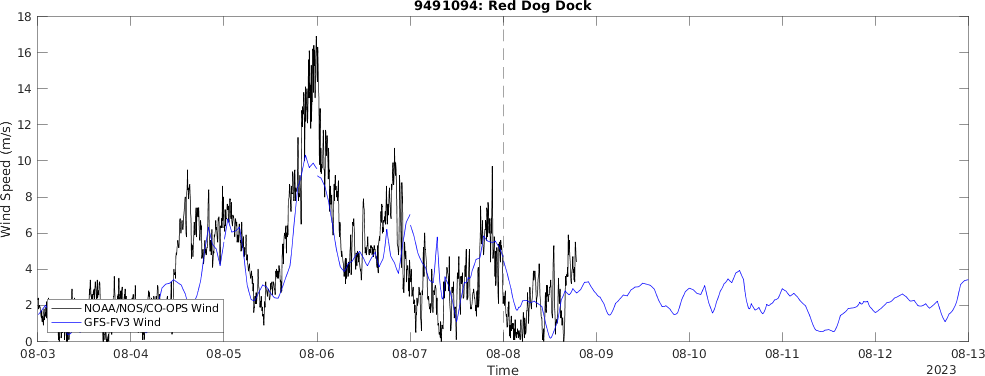 9491094: Red Dog Dock
18
16
14
12
10
8
6
4
2
0
Wind Speed (m/s)
NOAA/NOS/CO-OPS Wind
GFS-FV3 Wind
08-03 08-04 08-05 08-06 08-07 08-08 08-09 08-10 08-11 08-12 08-13
Time
2023